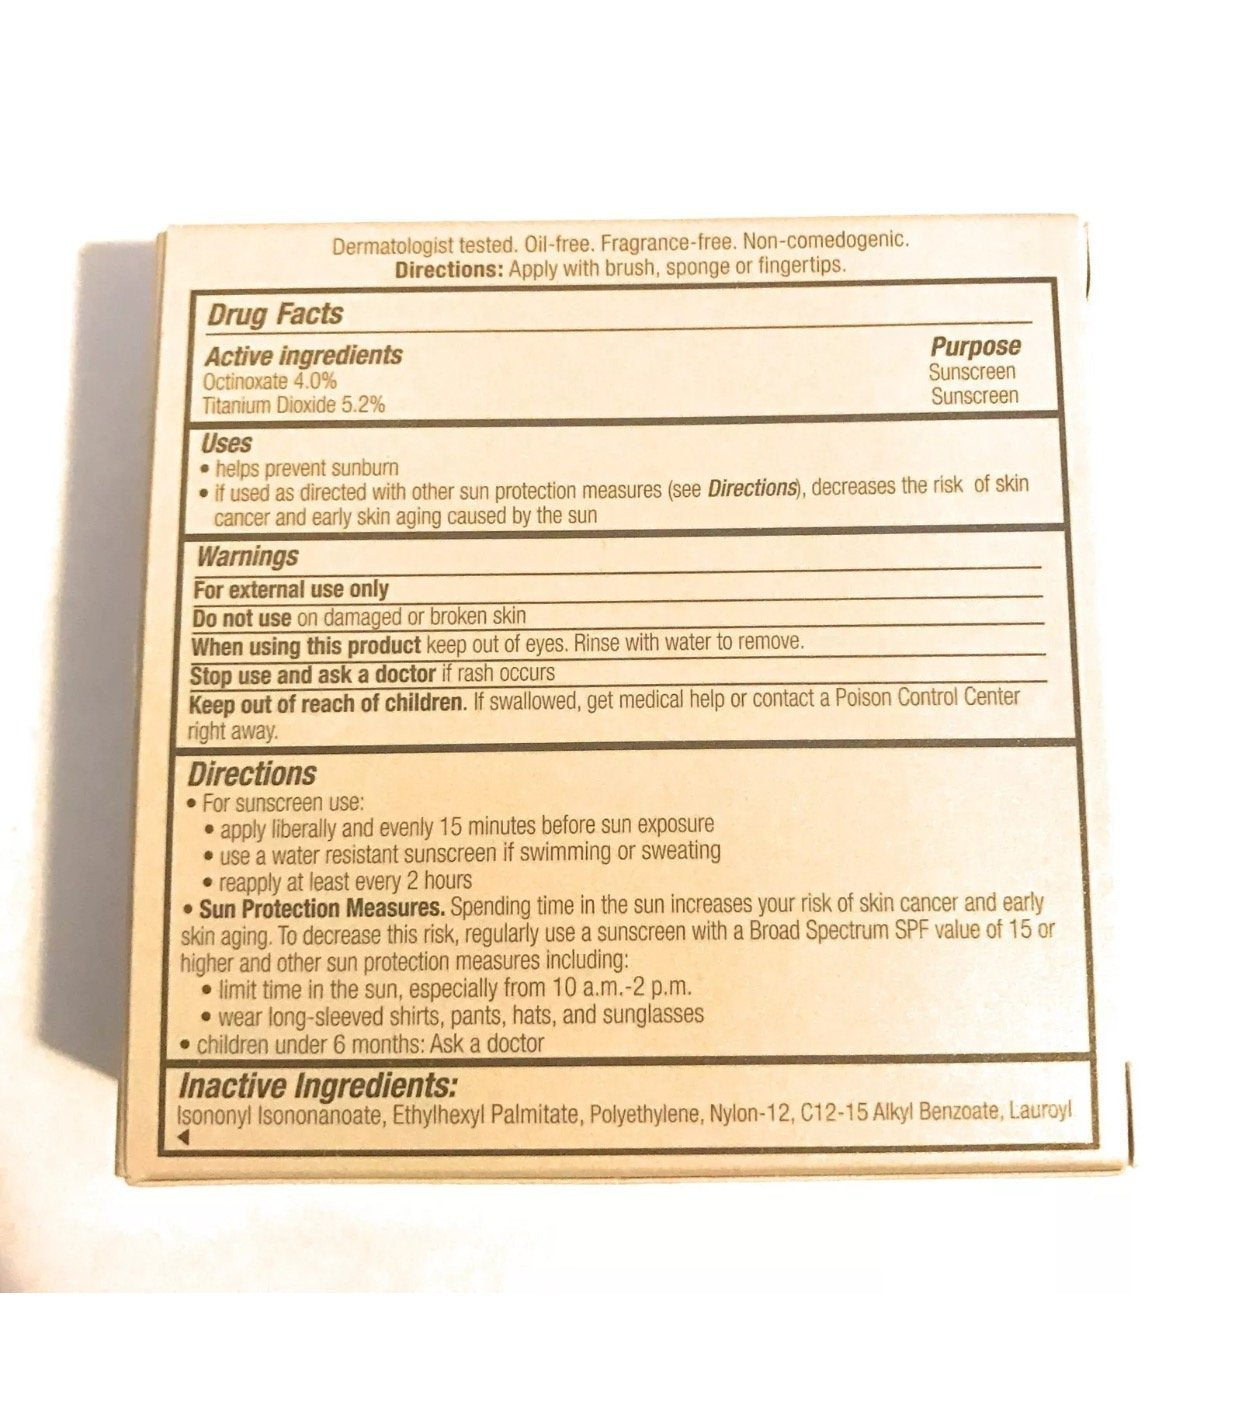 Dermatologist tested. Oil-free. Fragrance-free. Non-comedogenic.
Directions: Apply with brush, sponge or fingertips.
Drug Facts
Active ingredients Purpose
Octinoxate 4.0% Sunscreen
Titanium Dioxide 5.2% Sunscreen
Uses
• helps prevent sunburn
• if used as directed with other sun protection measures (see Directions), decreases the risk of skin
cancer and early skin aging caused by the sun
Warnings
For external use only
Do not use on damaged or broken skin
When using this product keep out of eyes. Rinse with water to remove.
Stop use and ask a doctor if rash occurs
Keep out of reach of children. If swallowed, get medical help or contact a Poison Control Center
right away.
Directions
• For sunscreen use:
• apply liberally and evenly 15 minutes before sun exposure
• use a water resistant sunscreen if swimming or sweating
• reapply at least every 2 hours
• Sun Protection Measures. Spending time in the sun increases your risk of skin cancer and early
skin aging. To decrease this risk, regularly use a sunscreen with a Broad Spectrum SPF value of 15 or
higher and other sun protection measures including:
• limit time in the sun, especially from 10 a.m.-2 p.m.
• wear long-sleeved shirts, pants, hats, and sunglasses
• children under 6 months: Ask a doctor
Inactive Ingredients:
Isononyl Isononanoate, Ethylhexyl Palmitate, Polyethylene, Nylon-12, C12-15 Alkyl Benzoate, Lauroyl